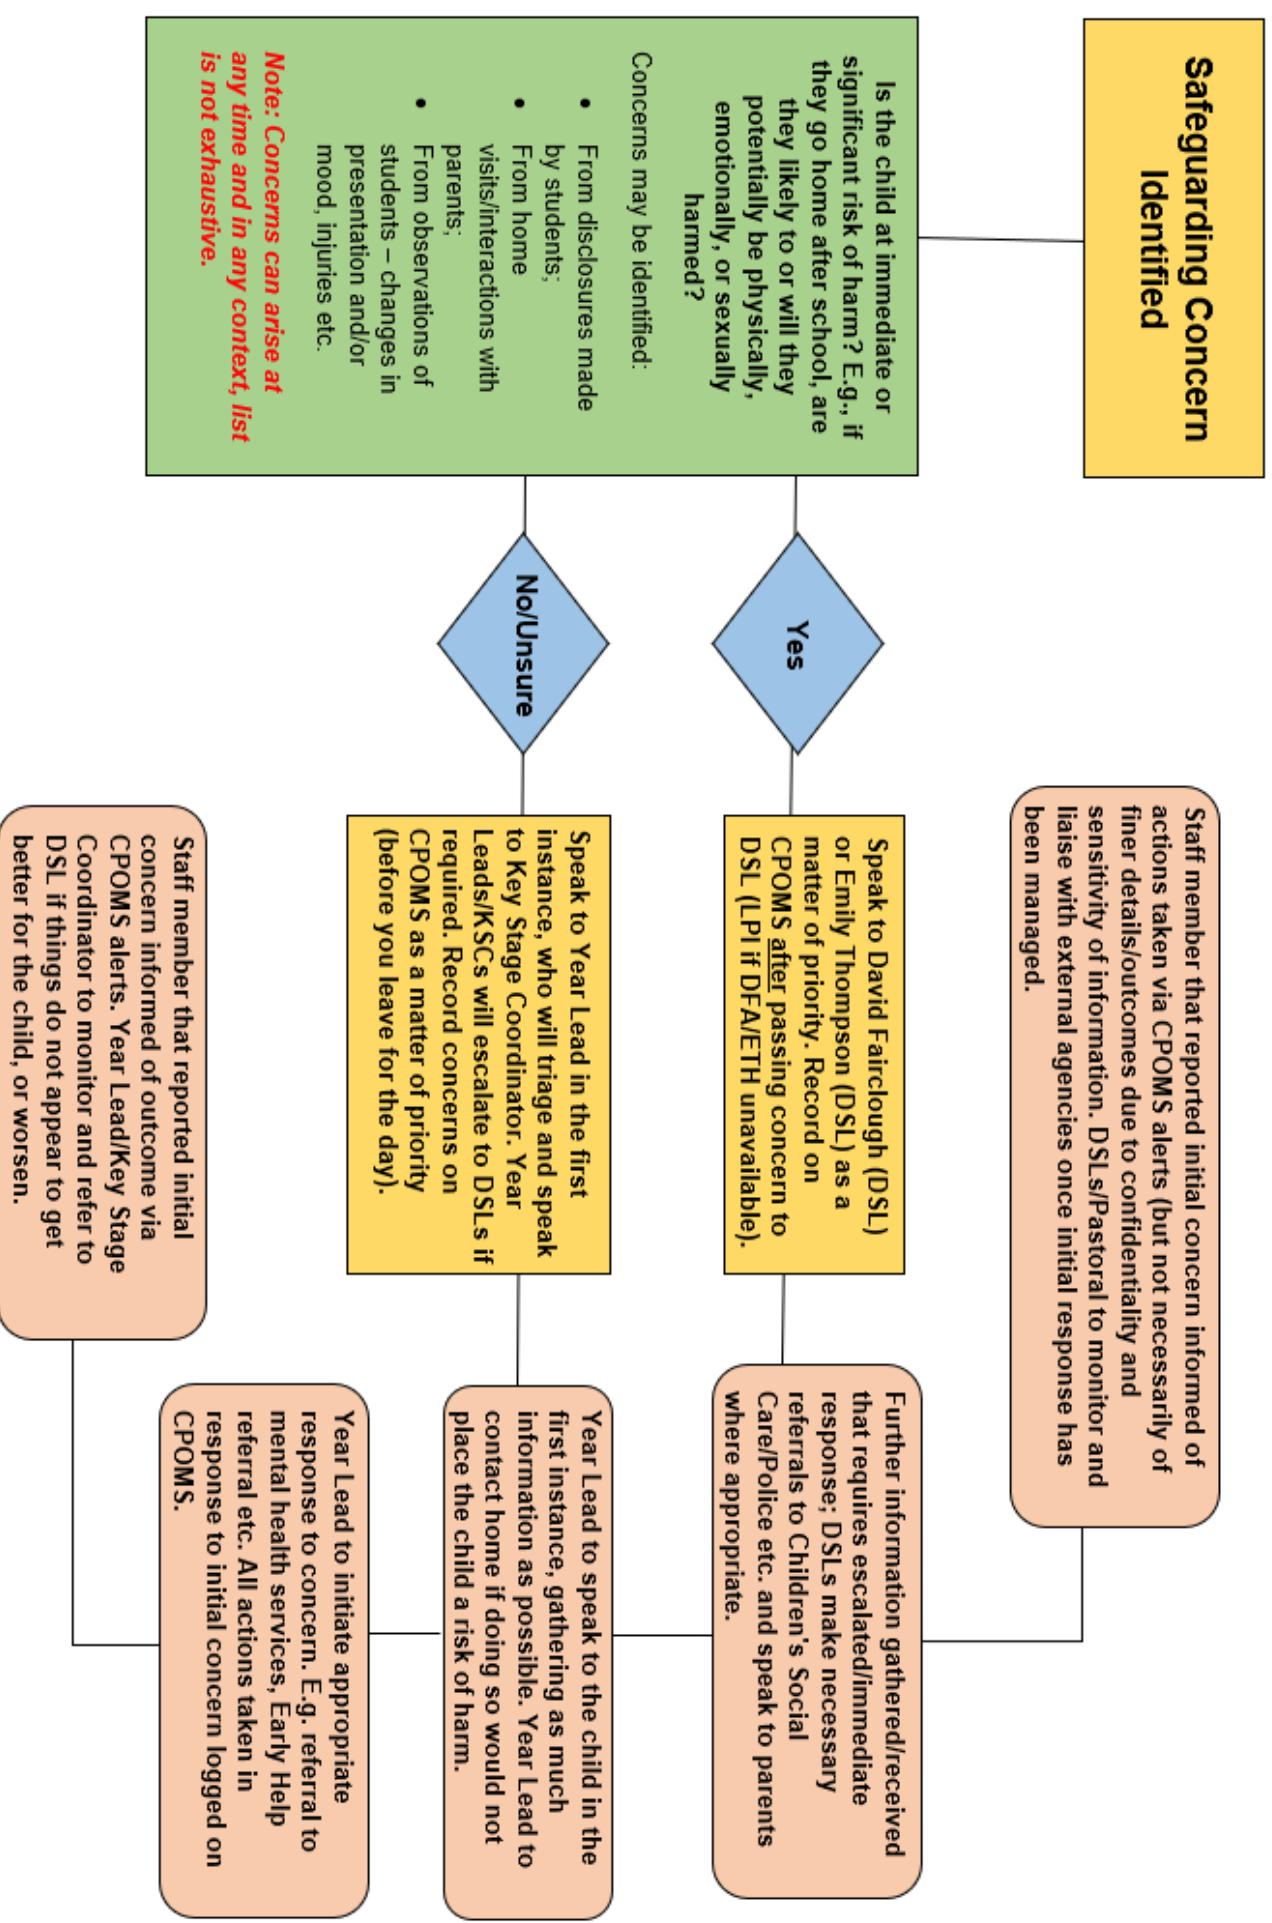 Safeguarding Concern
Identified
Is the child at immediate or
significant risk of harm? E.g., if
they go home after school, are
they likely to or will they
potentially be physically,
emotionally, or sexually
harmed?
Concerns may be identified:
• From disclosures made
by students;
• From home
visits/interactions with
parents;
• From observations of
students – changes in
presentation and/or
mood, injuries etc.
Note: Concerns can arise at
any time and in any context, list
is not exhaustive.
Yes
No/Unsure
Speak to David Fairclough (DSL)
or Emily Thompson (DSL) as a
matter of priority. Record on
CPOMS after passing concern to
DSL (LPI if DFA/ETH unavailable).
Speak to Year Lead in the first
instance, who will triage and speak
to Key Stage Coordinator. Year
Leads/KSCs will escalate to DSLs if
required. Record concerns on
CPOMS as a matter of priority
(before you leave for the day).
Staff member that reported initial concern informed of
actions taken via CPOMS alerts (but not necessarily of
finer details/outcomes due to confidentiality and
sensitivity of information. DSLs/Pastoral to monitor and
liaise with external agencies once initial response has
been managed.
Further information gathered/received
that requires escalated/immediate
response; DSLs make necessary
referrals to Children's Social
Care/Police etc. and speak to parents
where appropriate.
Year Lead to speak to the child in the
first instance, gathering as much
information as possible. Year Lead to
contact home if doing so would not
place the child a risk of harm.
Year Lead to initiate appropriate
response to concern. E.g. referral to
mental health services, Early Help
referral etc. All actions taken in
response to initial concern logged on
CPOMS.
Staff member that reported initial
concern informed of outcome via
CPOMS alerts. Year Lead/Key Stage
Coordinator to monitor and refer to
DSL if things do not appear to get
better for the child, or worsen.